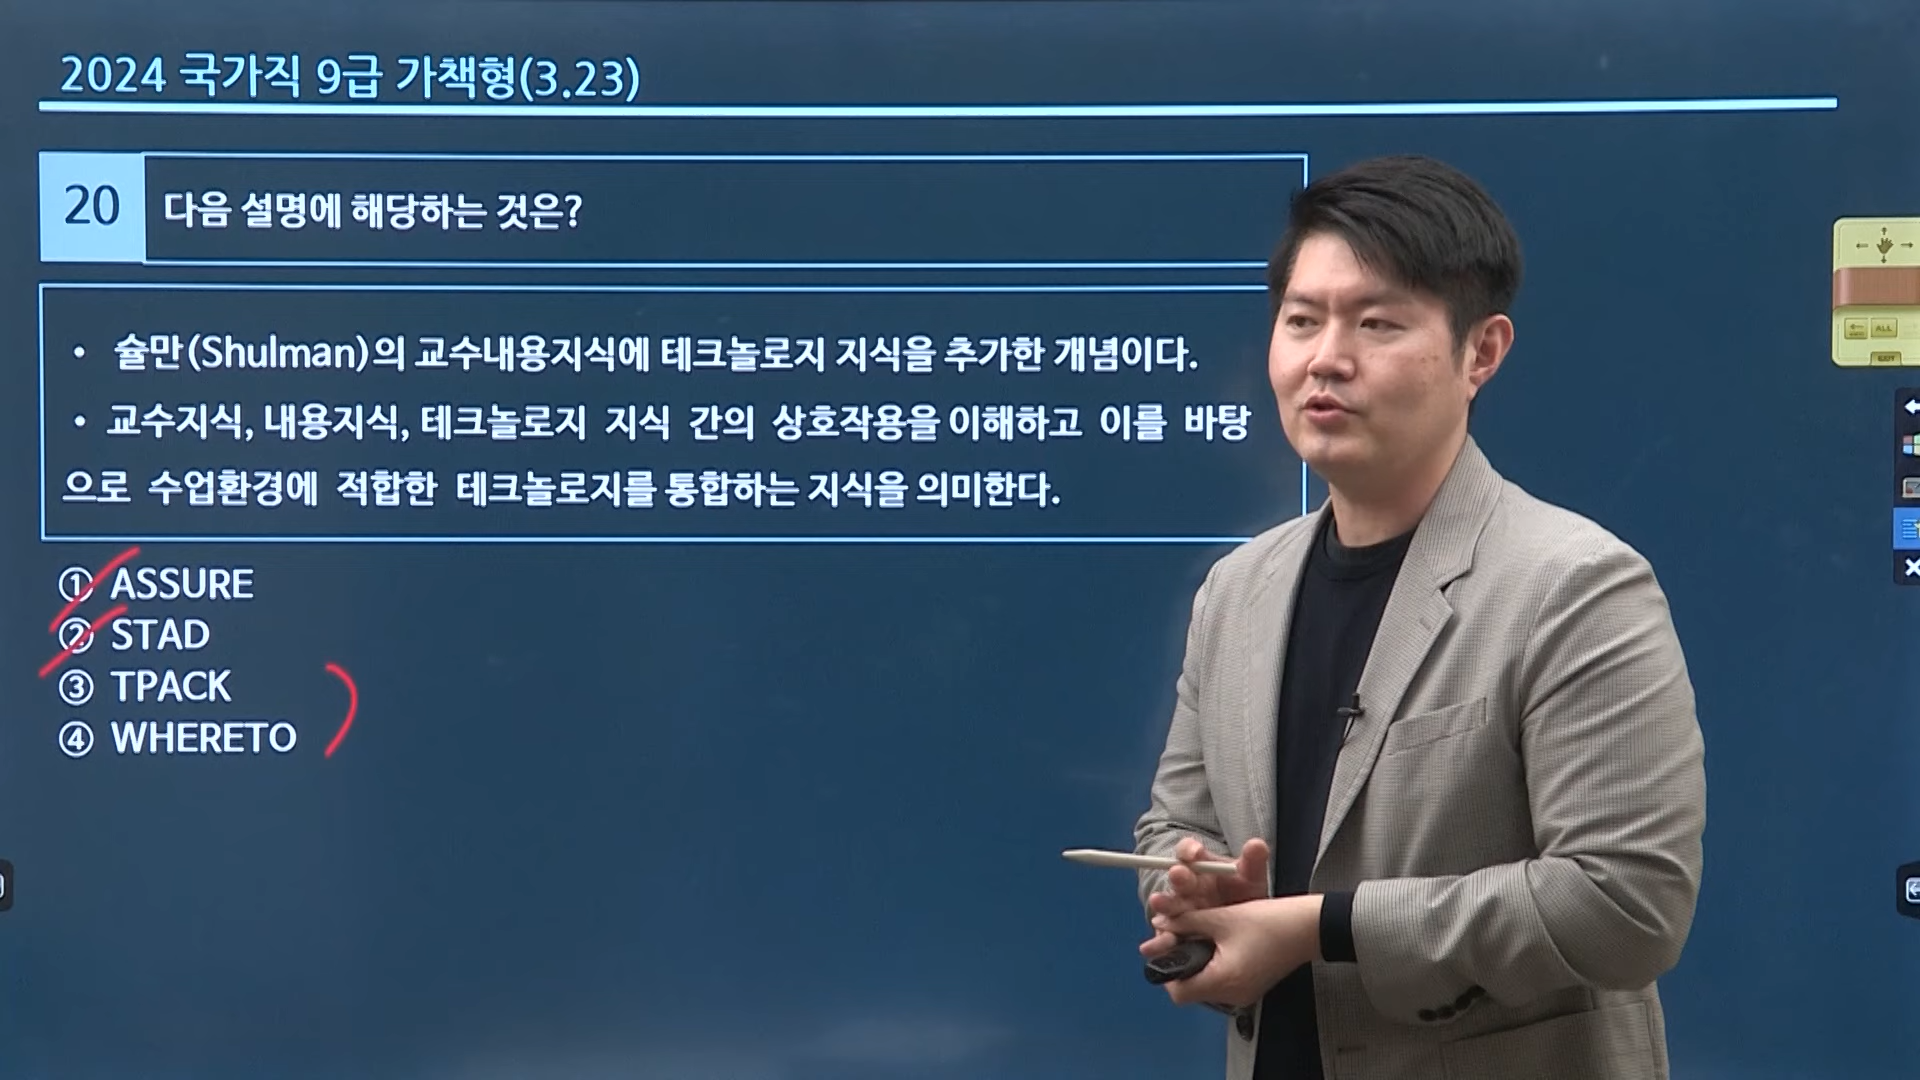 2024 국가직 9급 가책형(3.23)
20 다음 설명에 해당하는 것은?
• 슐만(Shulman)의 교수내용지식에 테크놀로지 지식을 추가한 개념이다.
• 교수지식, 내용지식, 테크놀로지 지식 간의 상호작용을 이해하고 이를 바탕
으로 수업환경에 적합한 테크놀로지를 통합하는 지식을 의미한다.
① ASSURE
② STAD
③ TPACK
④ WHERETO
ALL
EXIT